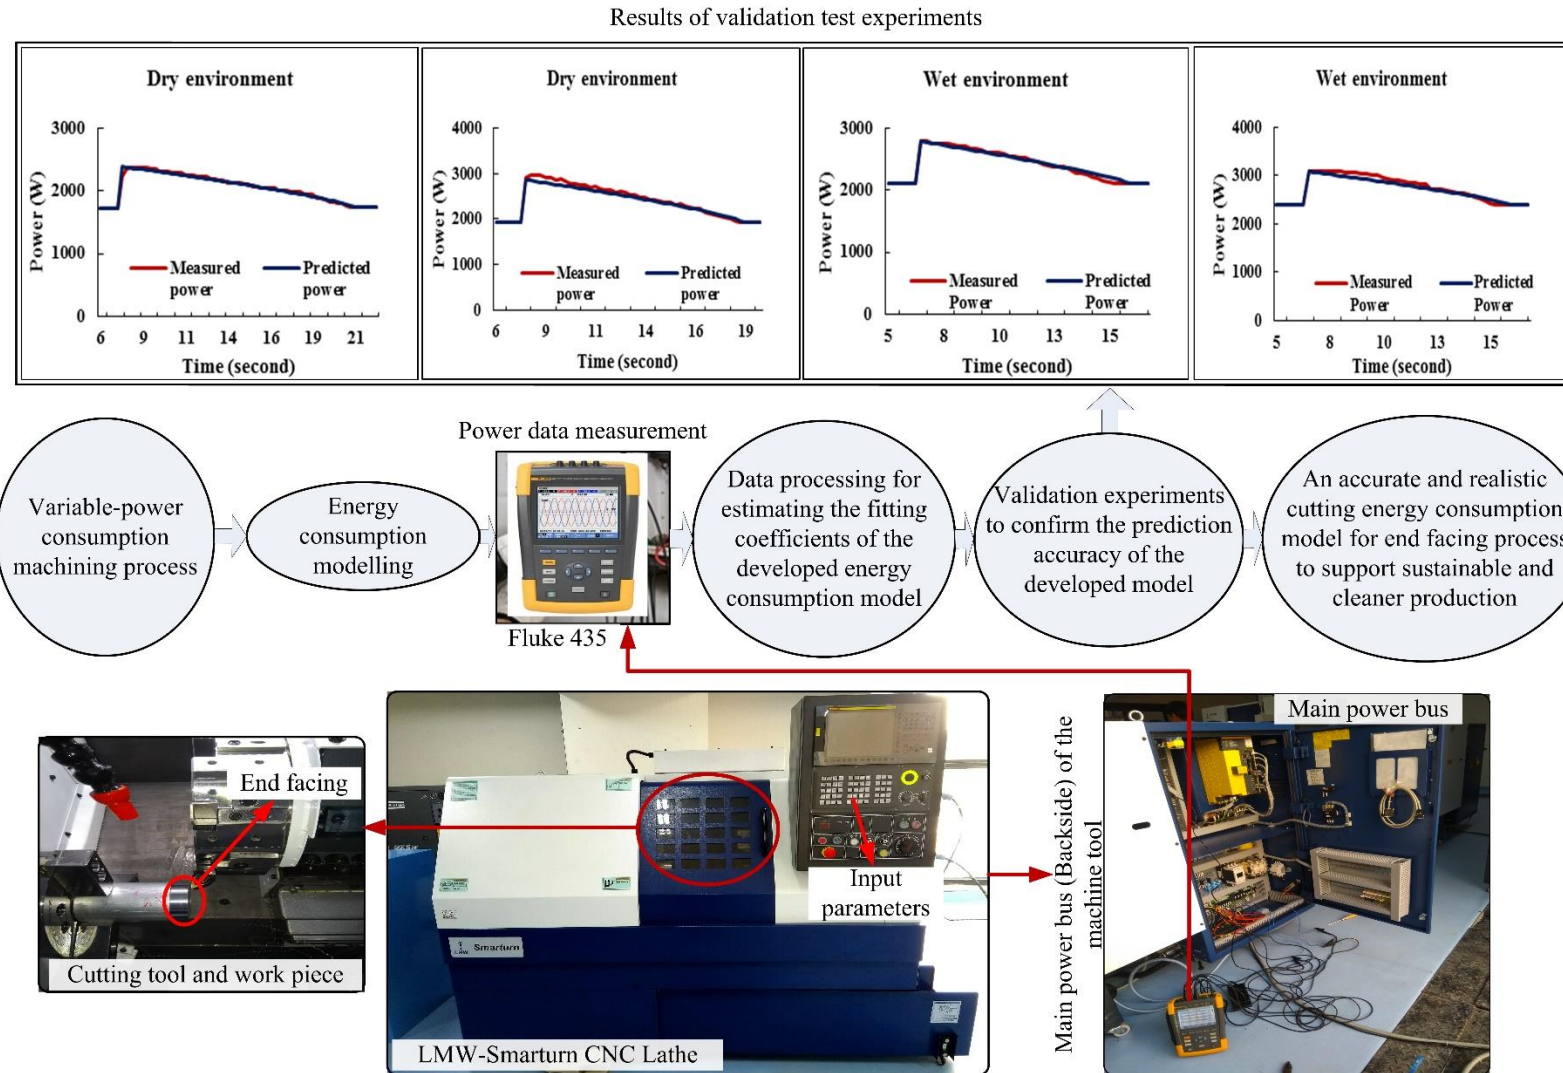 Results of validation test experiments
Dry environment
3000
2000
1000
0
Power (W)
Measured power
Predicted power
6 9 11 14 16 19 21
Time (second)
Dry environment
4000
3000
2000
1000
0
Power (W)
Measured power
Predicted power
6 9 11 14 16 19
Time (second)
Wet environment
3000
2000
1000
0
Power (W)
Measured Power
Predicted Power
5 8 10 13 15
Time (second)
Wet environment
4000
3000
2000
1000
0
Power (W)
Measured Power
Predicted Power
5 8 10 13 15
Time (second)
Variable-power
consumption
machining process
Energy
consumption
modelling
Power data measurement
Fluke 435
Data processing for
estimating the fitting
coefficients of the
developed energy
consumption model
Validation experiments
to confirm the prediction
accuracy of the
developed model
An accurate and realistic
cutting energy consumption
model for end facing process
to support sustainable and
cleaner production
End facing
Cutting tool and work piece
Input
parameters
LMW Smarturn
LMW-Smarturn CNC Lathe
Main power bus (Backside) of the
machine tool
Main power bus